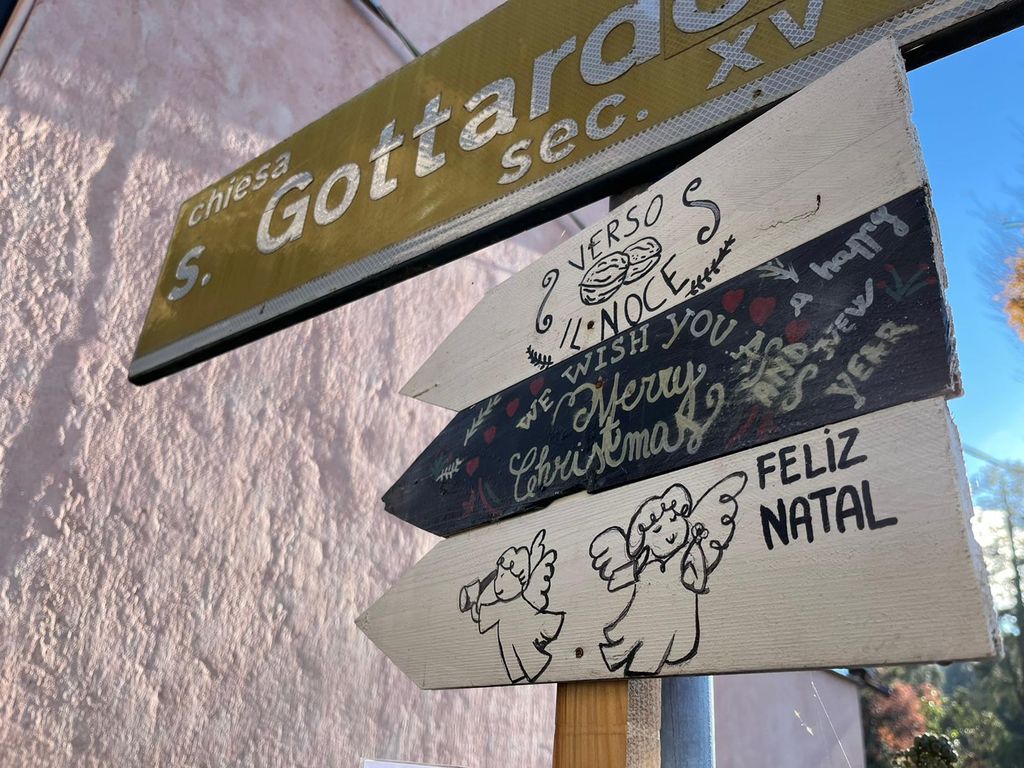 chiesa
S. Gottardo
sec. XV
VERSO
IL NOCE
WE WISH YOU
Merry
Christmas
AND
a happy
NEW
YEAR
FELIZ
NATAL